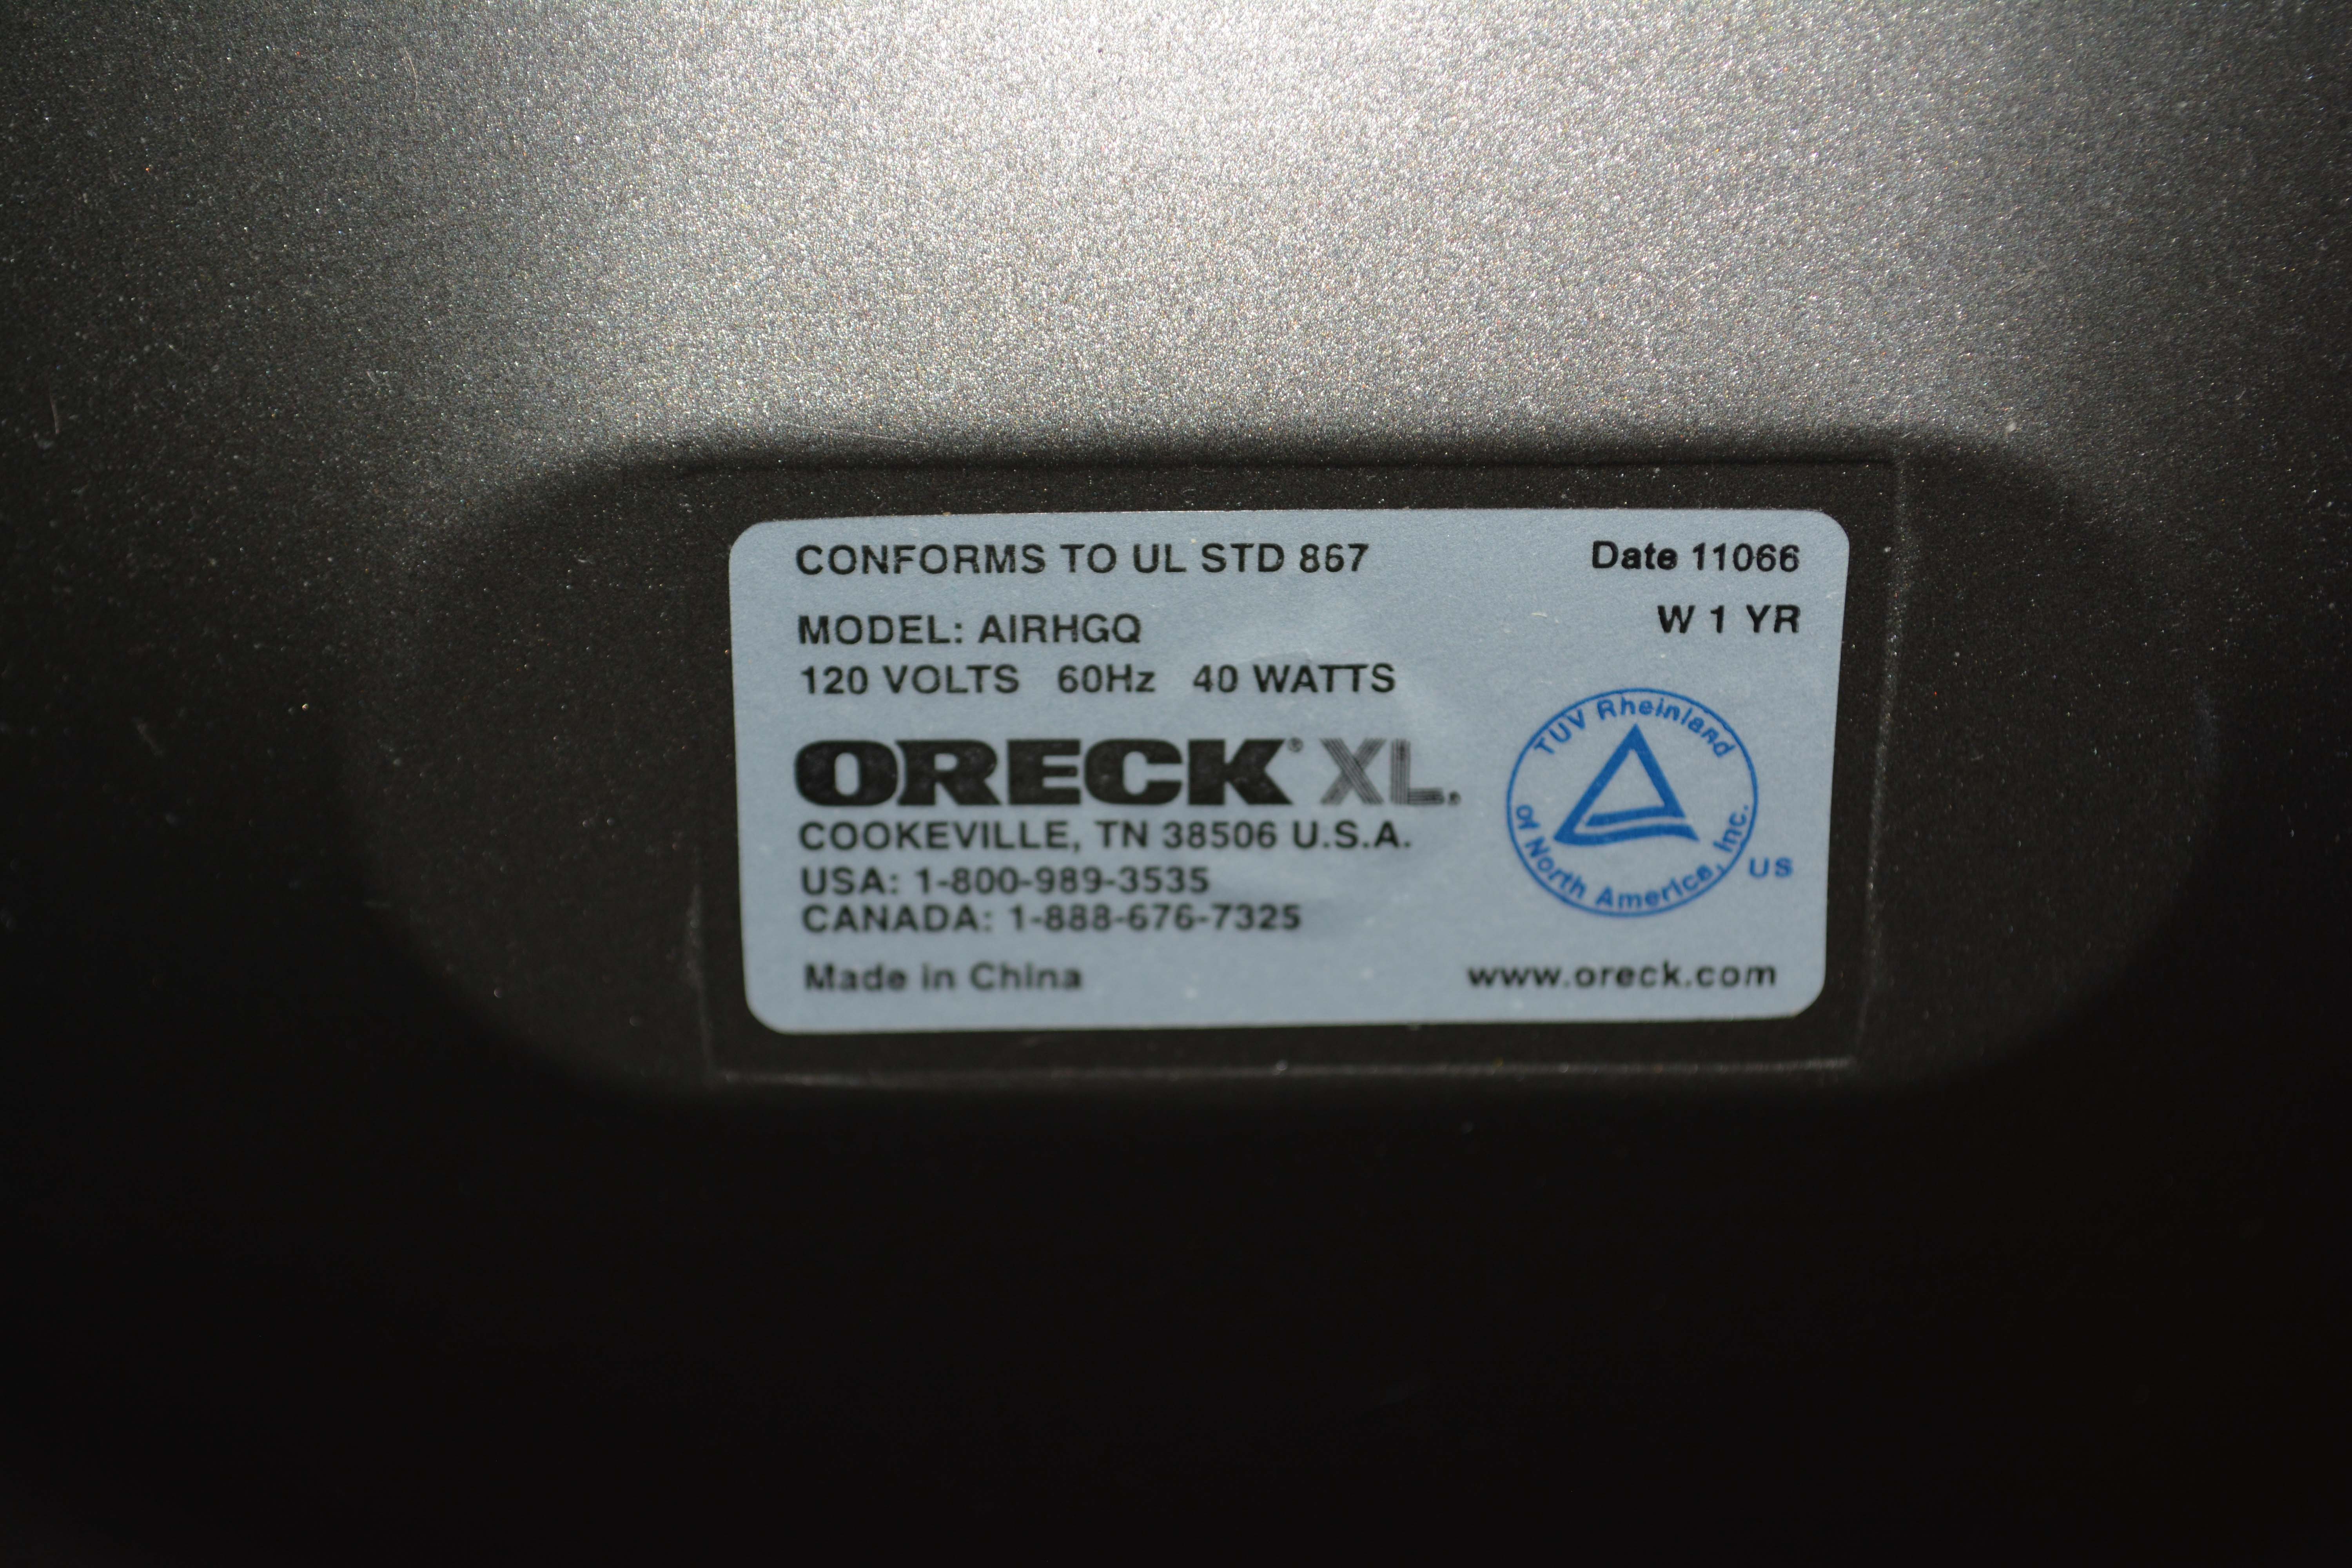 CONFORMS TO UL STD 867
Date 11066
W 1 YR
MODEL: AIRHGQ
120 VOLTS 60Hz 40 WATTS
ORECK® XL.
COOKEVILLE, TN 38506 U.S.A.
USA: 1-800-989-3535
CANADA: 1-888-676-7325
TUV Rheinland
of North America, Inc.
US
Made in China
www.oreck.com